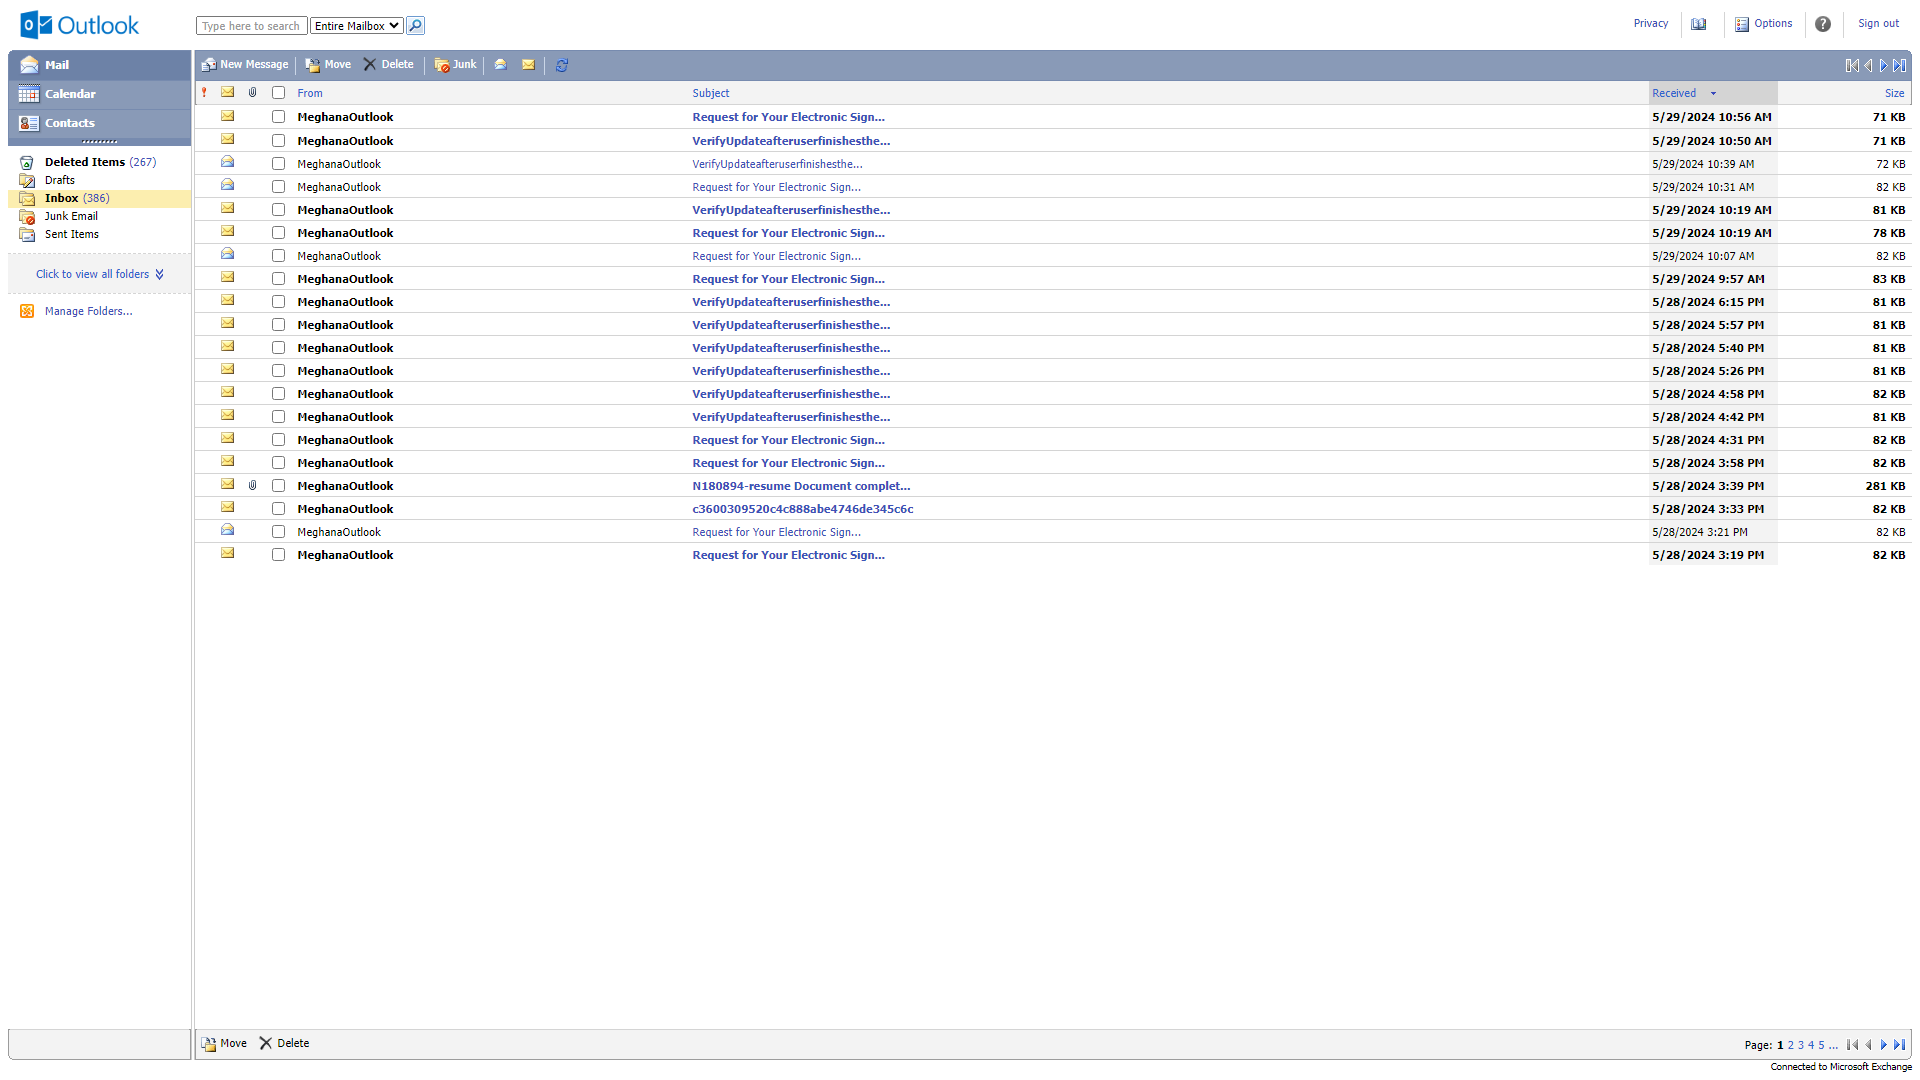 Outlook
Type here to search Entire Mailbox
Privacy Options Sign out
Mail
Calendar
Contacts
Deleted Items (267)
Drafts
Inbox (386)
Junk Email
Sent Items
Click to view all folders
Manage Folders...
New Message Move Delete Junk
From Subject Received Size
MeghanaOutlook Request for Your Electronic Sign... 5/29/2024 10:56 AM 71 KB
MeghanaOutlook VerifyUpdateafteruserfinishesthe... 5/29/2024 10:50 AM 71 KB
MeghanaOutlook VerifyUpdateafteruserfinishesthe... 5/29/2024 10:39 AM 72 KB
MeghanaOutlook Request for Your Electronic Sign... 5/29/2024 10:31 AM 82 KB
MeghanaOutlook VerifyUpdateafteruserfinishesthe... 5/29/2024 10:19 AM 81 KB
MeghanaOutlook Request for Your Electronic Sign... 5/29/2024 10:19 AM 78 KB
MeghanaOutlook Request for Your Electronic Sign... 5/29/2024 10:07 AM 82 KB
MeghanaOutlook Request for Your Electronic Sign... 5/29/2024 9:57 AM 83 KB
MeghanaOutlook VerifyUpdateafteruserfinishesthe... 5/28/2024 6:15 PM 81 KB
MeghanaOutlook VerifyUpdateafteruserfinishesthe... 5/28/2024 5:57 PM 81 KB
MeghanaOutlook VerifyUpdateafteruserfinishesthe... 5/28/2024 5:40 PM 81 KB
MeghanaOutlook VerifyUpdateafteruserfinishesthe... 5/28/2024 5:26 PM 81 KB
MeghanaOutlook VerifyUpdateafteruserfinishesthe... 5/28/2024 4:58 PM 82 KB
MeghanaOutlook VerifyUpdateafteruserfinishesthe... 5/28/2024 4:42 PM 81 KB
MeghanaOutlook Request for Your Electronic Sign... 5/28/2024 4:31 PM 82 KB
MeghanaOutlook Request for Your Electronic Sign... 5/28/2024 3:58 PM 82 KB
MeghanaOutlook N180894-resume Document complet... 5/28/2024 3:39 PM 281 KB
MeghanaOutlook c3600309520c4c888abe4746de345c6c 5/28/2024 3:33 PM 82 KB
MeghanaOutlook Request for Your Electronic Sign... 5/28/2024 3:21 PM 82 KB
MeghanaOutlook Request for Your Electronic Sign... 5/28/2024 3:19 PM 82 KB
Move Delete
Page: 1 2 3 4 5 ...
Connected to Microsoft Exchange